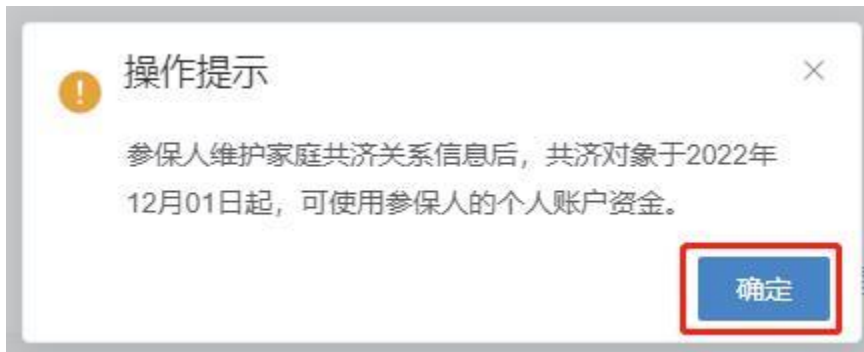 操作提示
参保人维护家庭共济关系信息后，共济对象于2022年
12月01日起，可使用参保人的个人账户资金。
确定